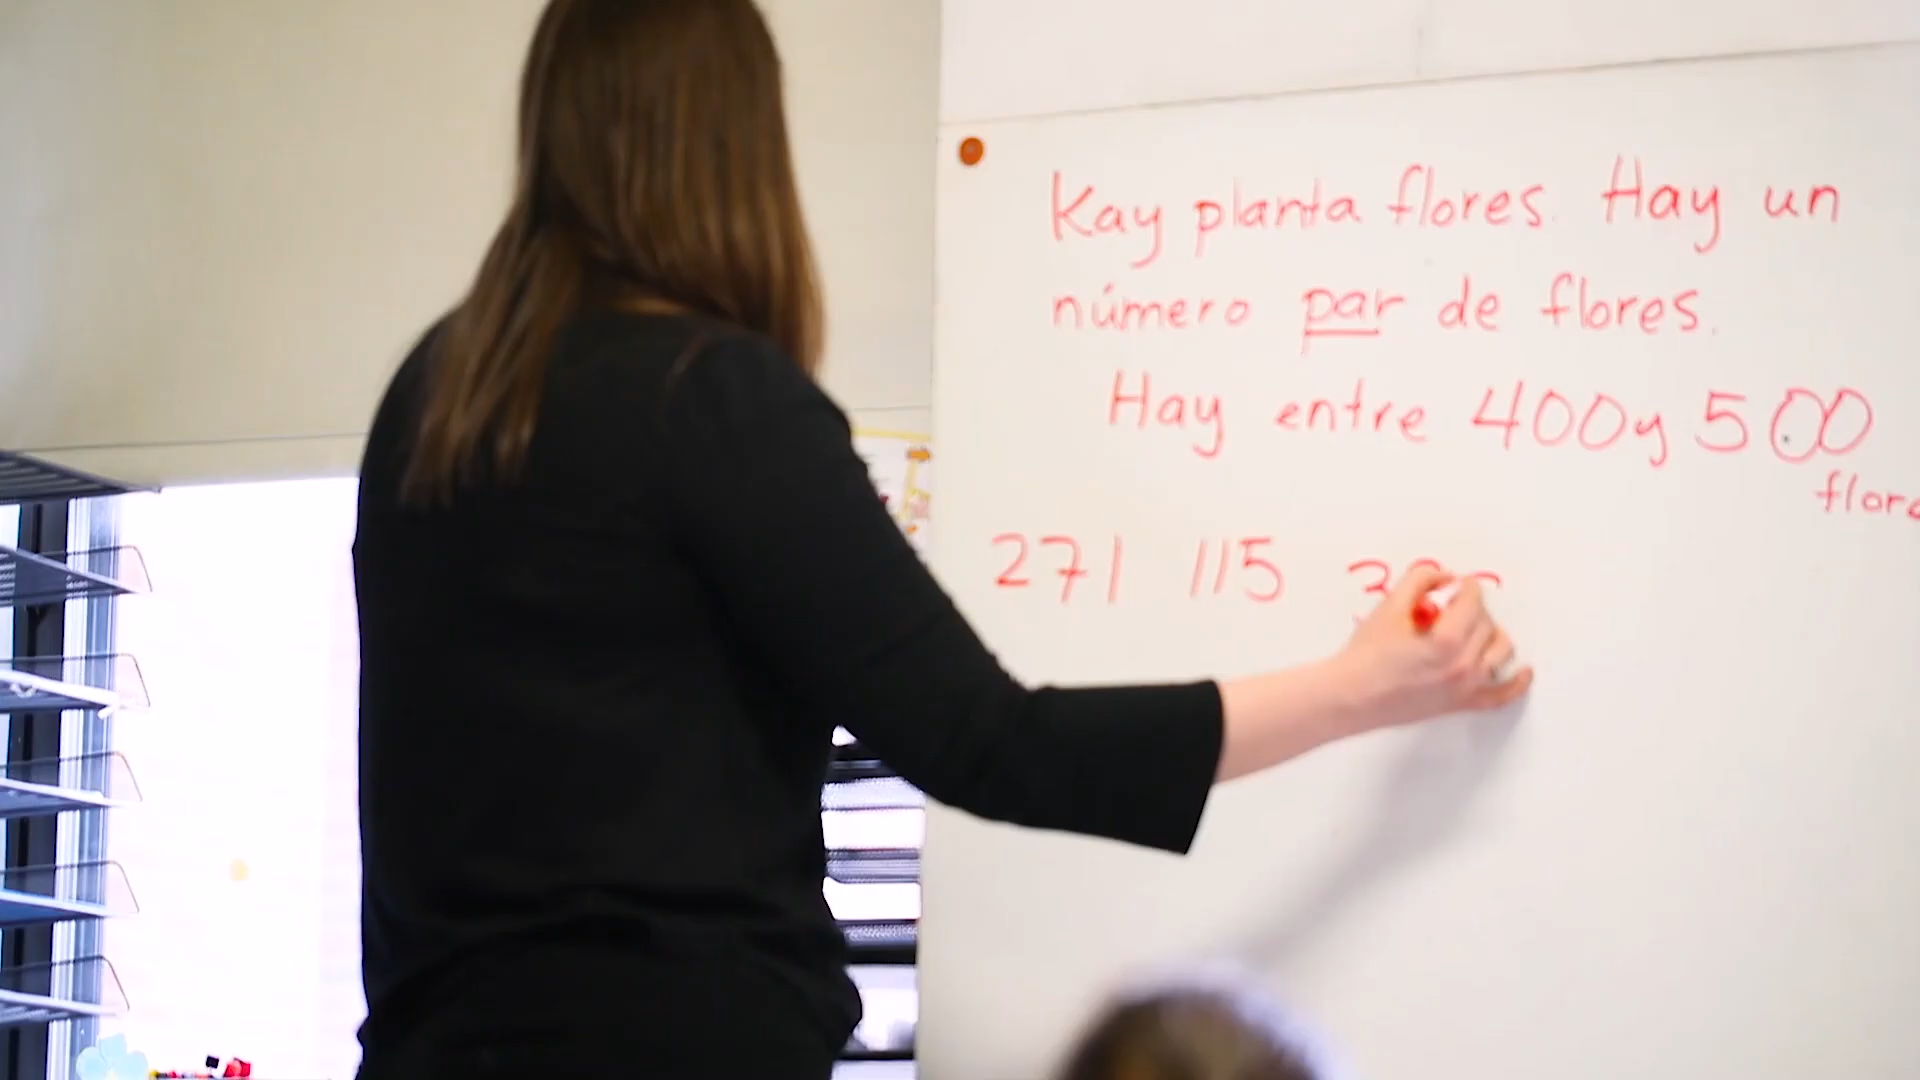 Kay planta flores. Hay un
número par de flores.
Hay entre 400 y 500
271 115